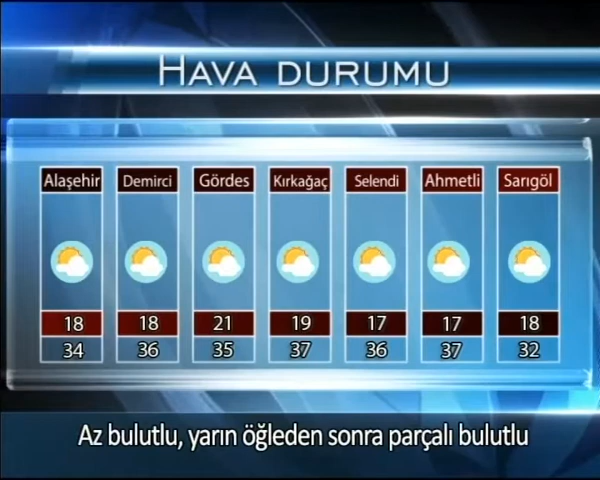 HAVA DURUMU
Alaşehir Demirci Gördes Kırkağaç Selendi Ahmetli Sarıgöl
18 18 21 19 17 17 18
34 36 35 37 36 37 32
Az bulutlu, yarın öğleden sonra parçalı bulutlu